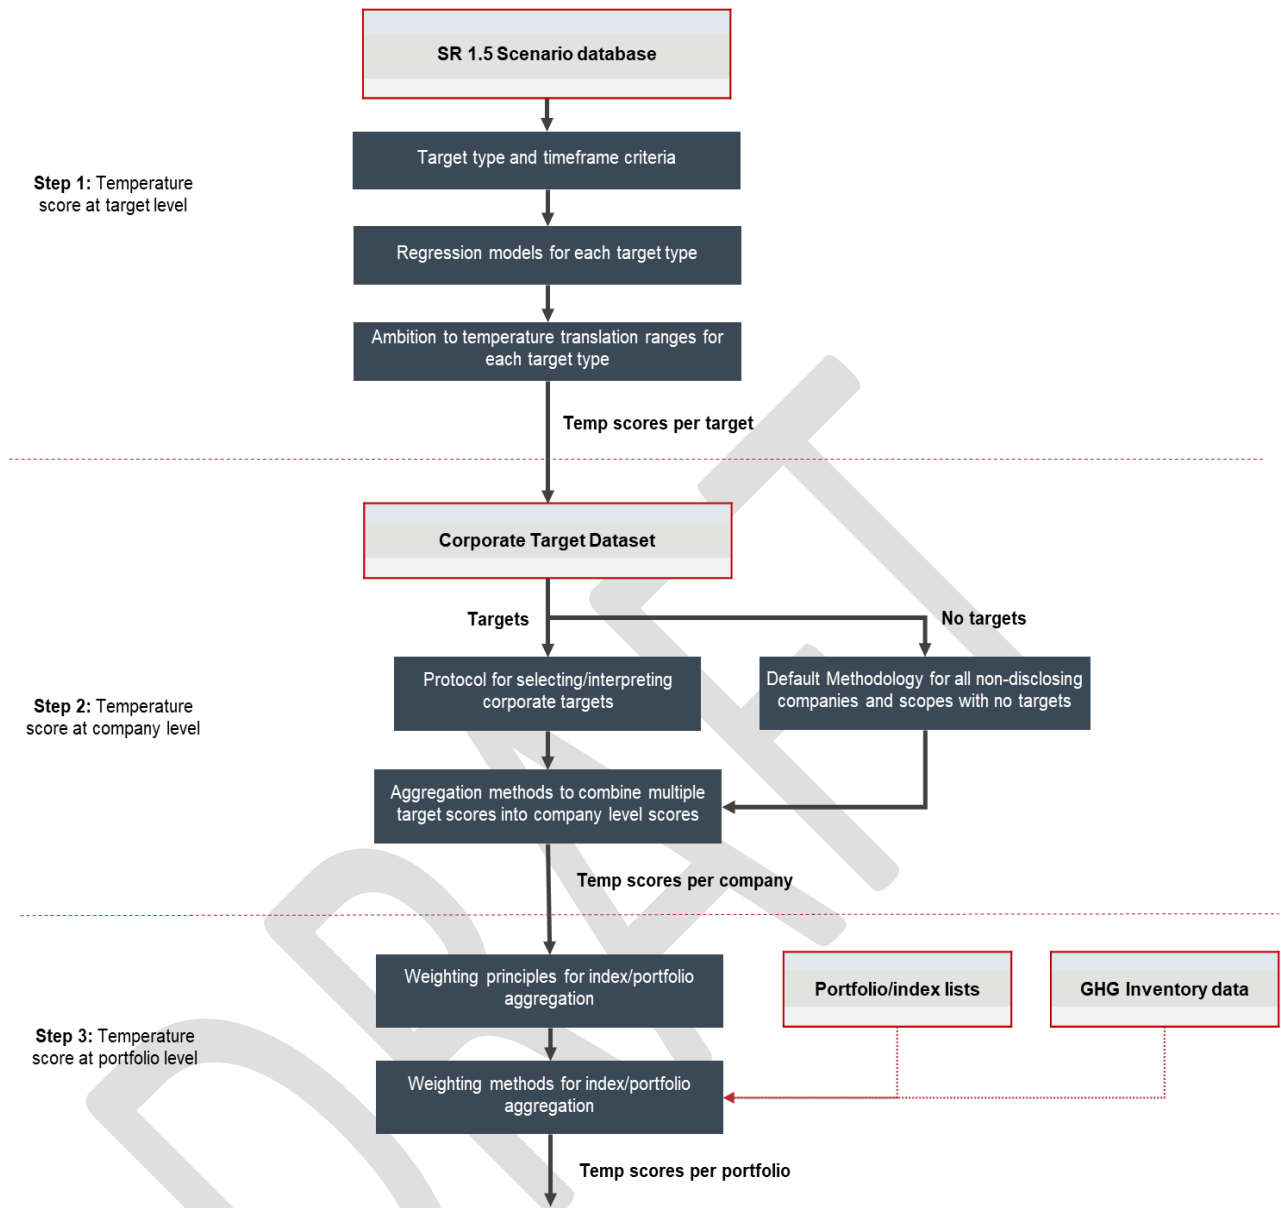 SR 1.5 Scenario database
Target type and timeframe criteria
Step 1: Temperature
score at target level
Regression models for each target type
Ambition to temperature translation ranges for
each target type
Temp scores per target
Corporate Target Dataset
Targets
No targets
Protocol for selecting/interpreting
corporate targets
Default Methodology for all non-disclosing
companies and scopes with no targets
Step 2: Temperature
score at company level
Aggregation methods to combine multiple
target scores into company level scores
Temp scores per company
Weighting principles for index/portfolio
aggregation
Portfolio/index lists
GHG Inventory data
Step 3: Temperature
score at portfolio level
Weighting methods for index/portfolio
aggregation
Temp scores per portfolio
DRAFT